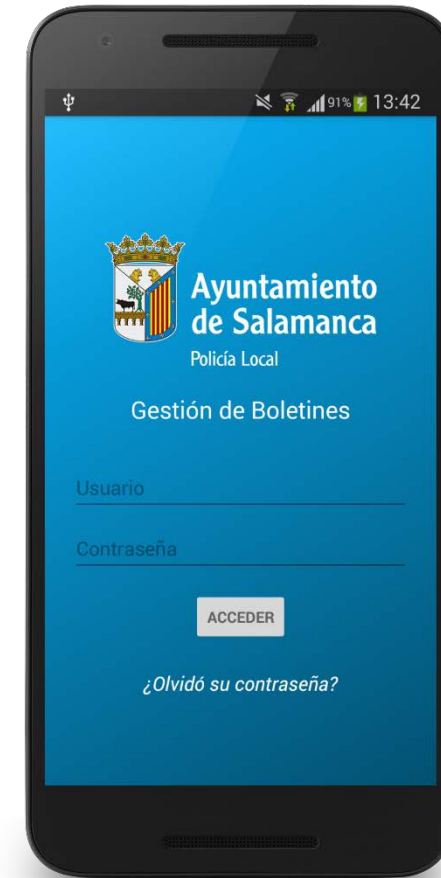 91% 13:42
Ayuntamiento
de Salamanca
Policía Local
Gestión de Boletines
Usuario
Contraseña
ACCEDER
¿Olvidó su contraseña?